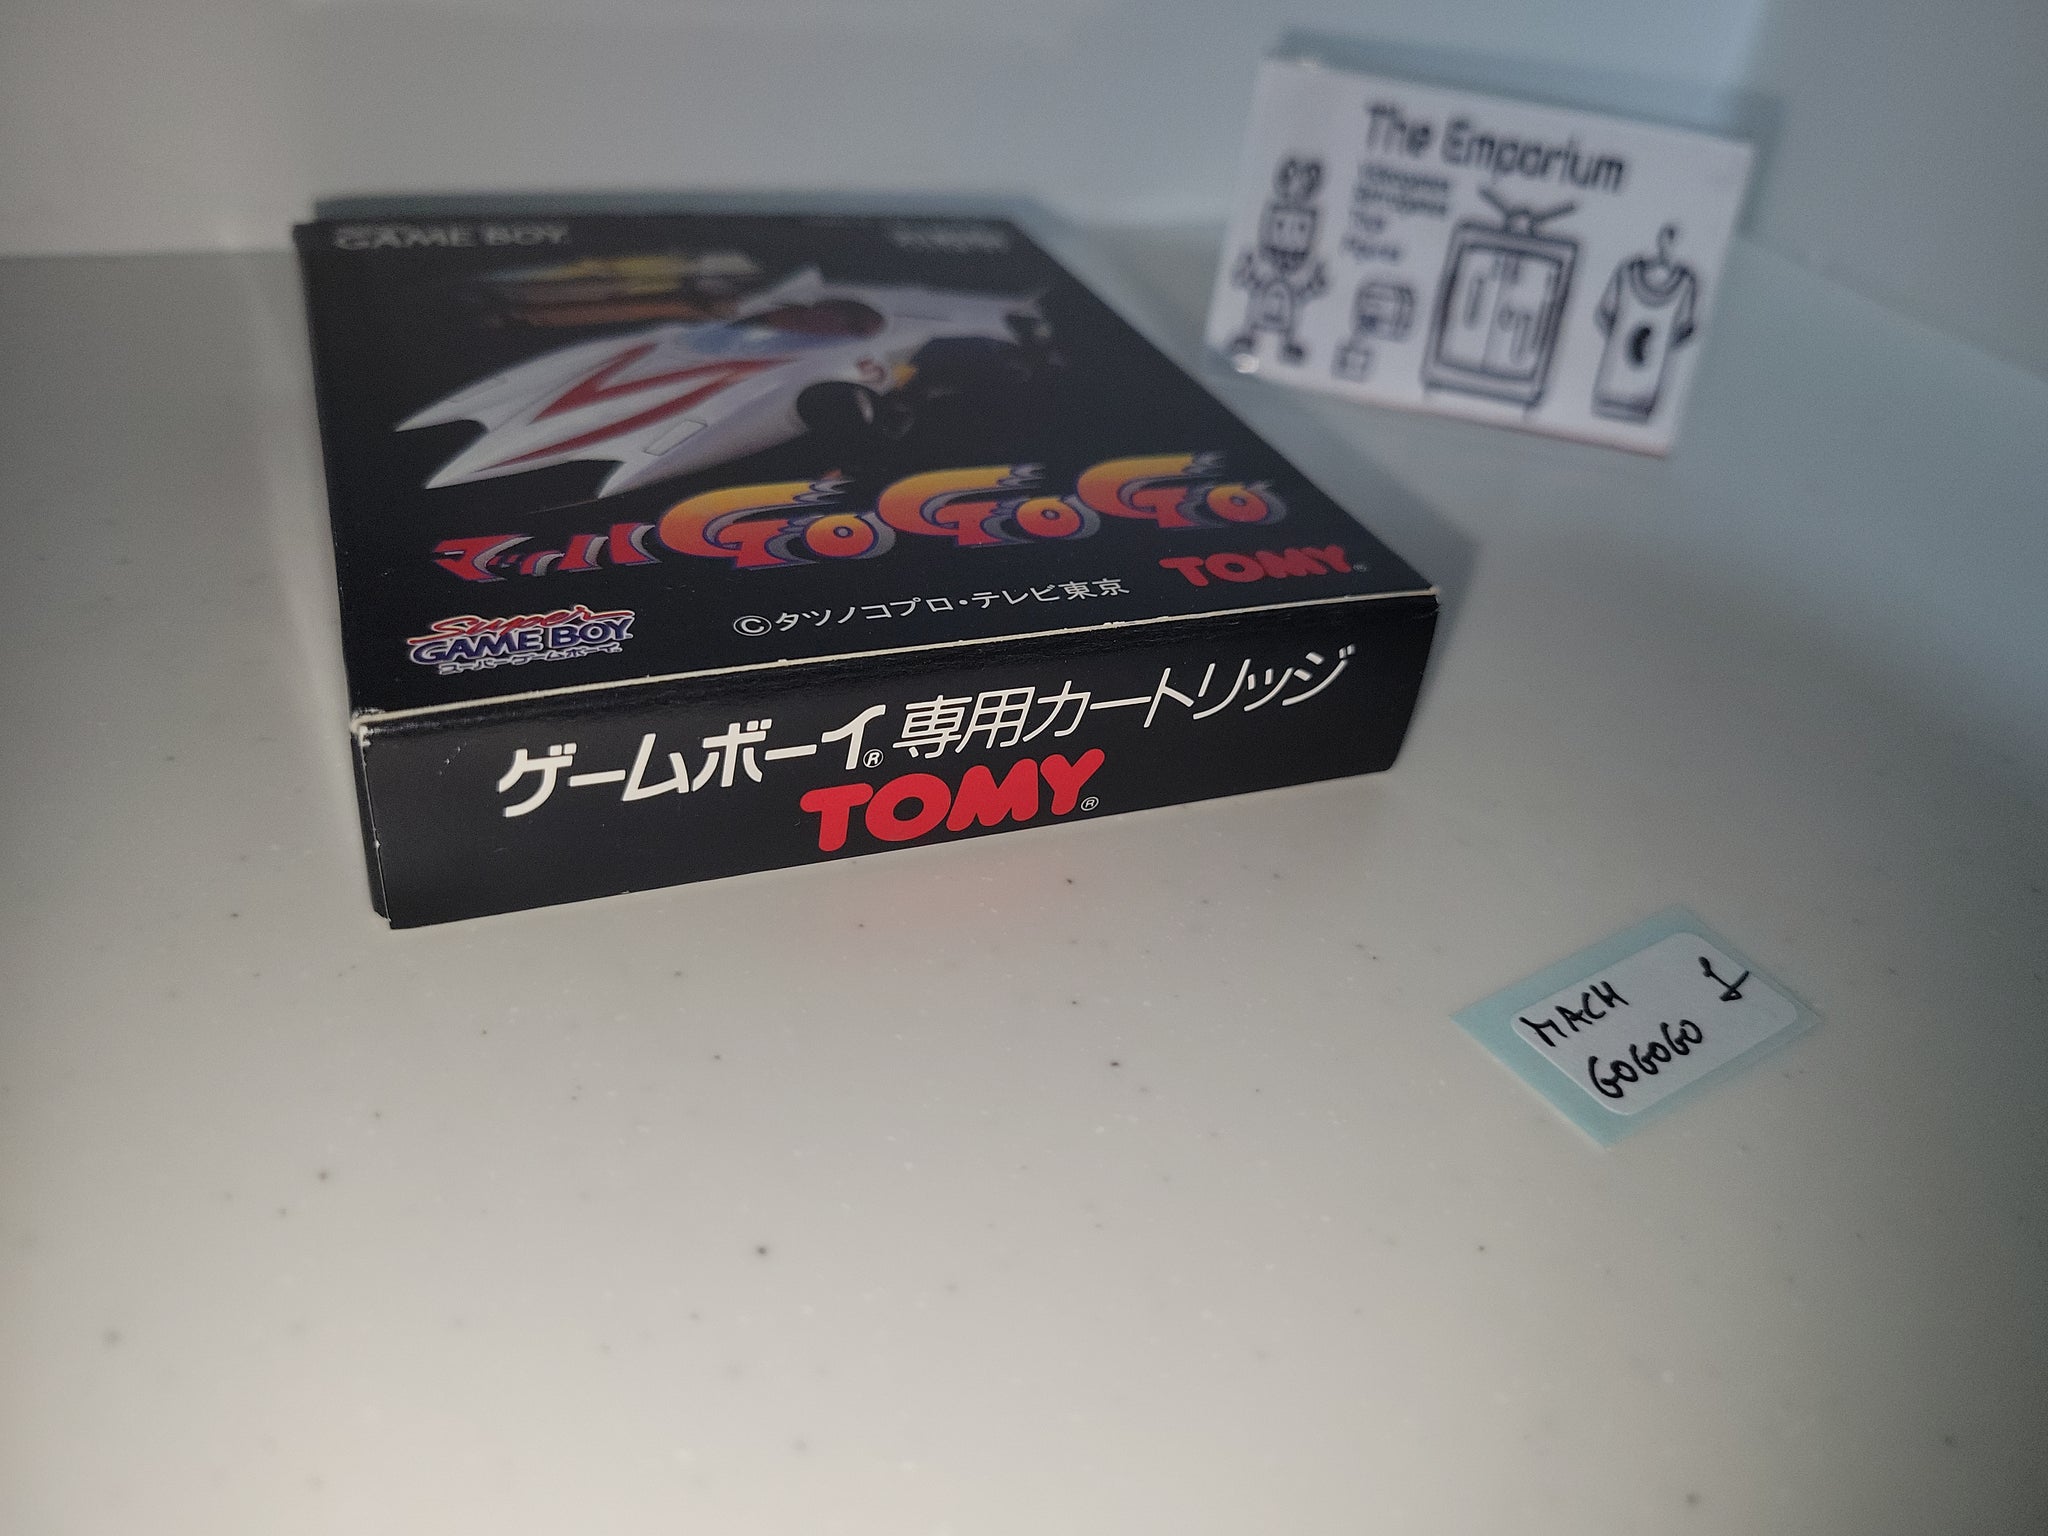 The Emporium
GAME BOY
5
マッハGoGoGo
TOMY®
Super
GAME BOY
スーパーゲームボーイ
©タツノコプロ・テレビ東京
ゲームボーイ®専用カートリッジ
TOMY®
MACH
GOGOGO